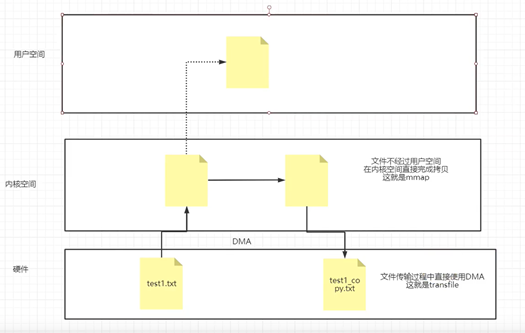 用户空间
内核空间
文件不经过用户空间
在内核空间直接完成拷贝
这就是mmap
DMA
硬件
test1.txt
test1_co
py.txt
文件传输过程中直接使用DMA
这就是transfile